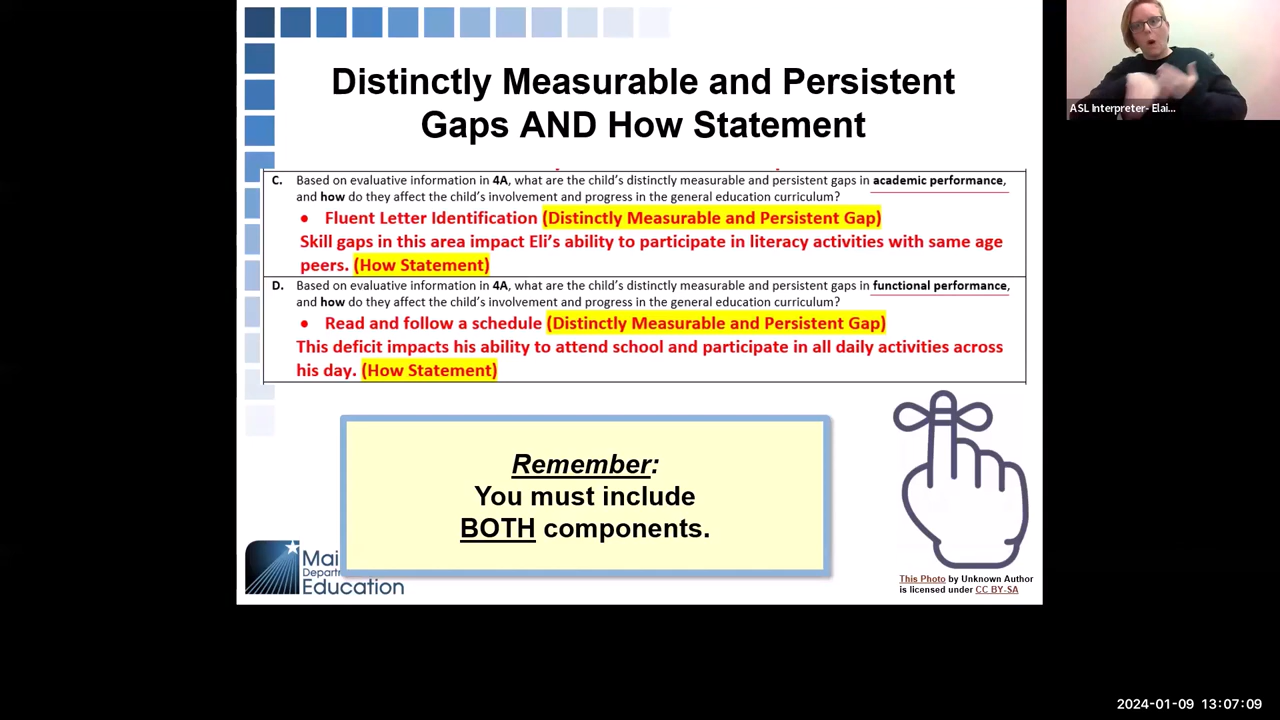 Distinctly Measurable and Persistent
Gaps AND How Statement
C. Based on evaluative information in 4A, what are the child's distinctly measurable and persistent gaps in academic performance,
and how do they affect the child's involvement and progress in the general education curriculum?
• Fluent Letter Identification (Distinctly Measurable and Persistent Gap)
Skill gaps in this area impact Eli's ability to participate in literacy activities with same age
peers. (How Statement)
D. Based on evaluative information in 4A, what are the child's distinctly measurable and persistent gaps in functional performance,
and how do they affect the child's involvement and progress in the general education curriculum?
• Read and follow a schedule (Distinctly Measurable and Persistent Gap)
This deficit impacts his ability to attend school and participate in all daily activities across
his day. (How Statement)
Remember:
You must include
BOTH components.
Mai
Depart
Education
This Photo by Unknown Author
is licensed under CC BY-SA
ASL Interpreter- Elai...
2024-01-09 13:07:09